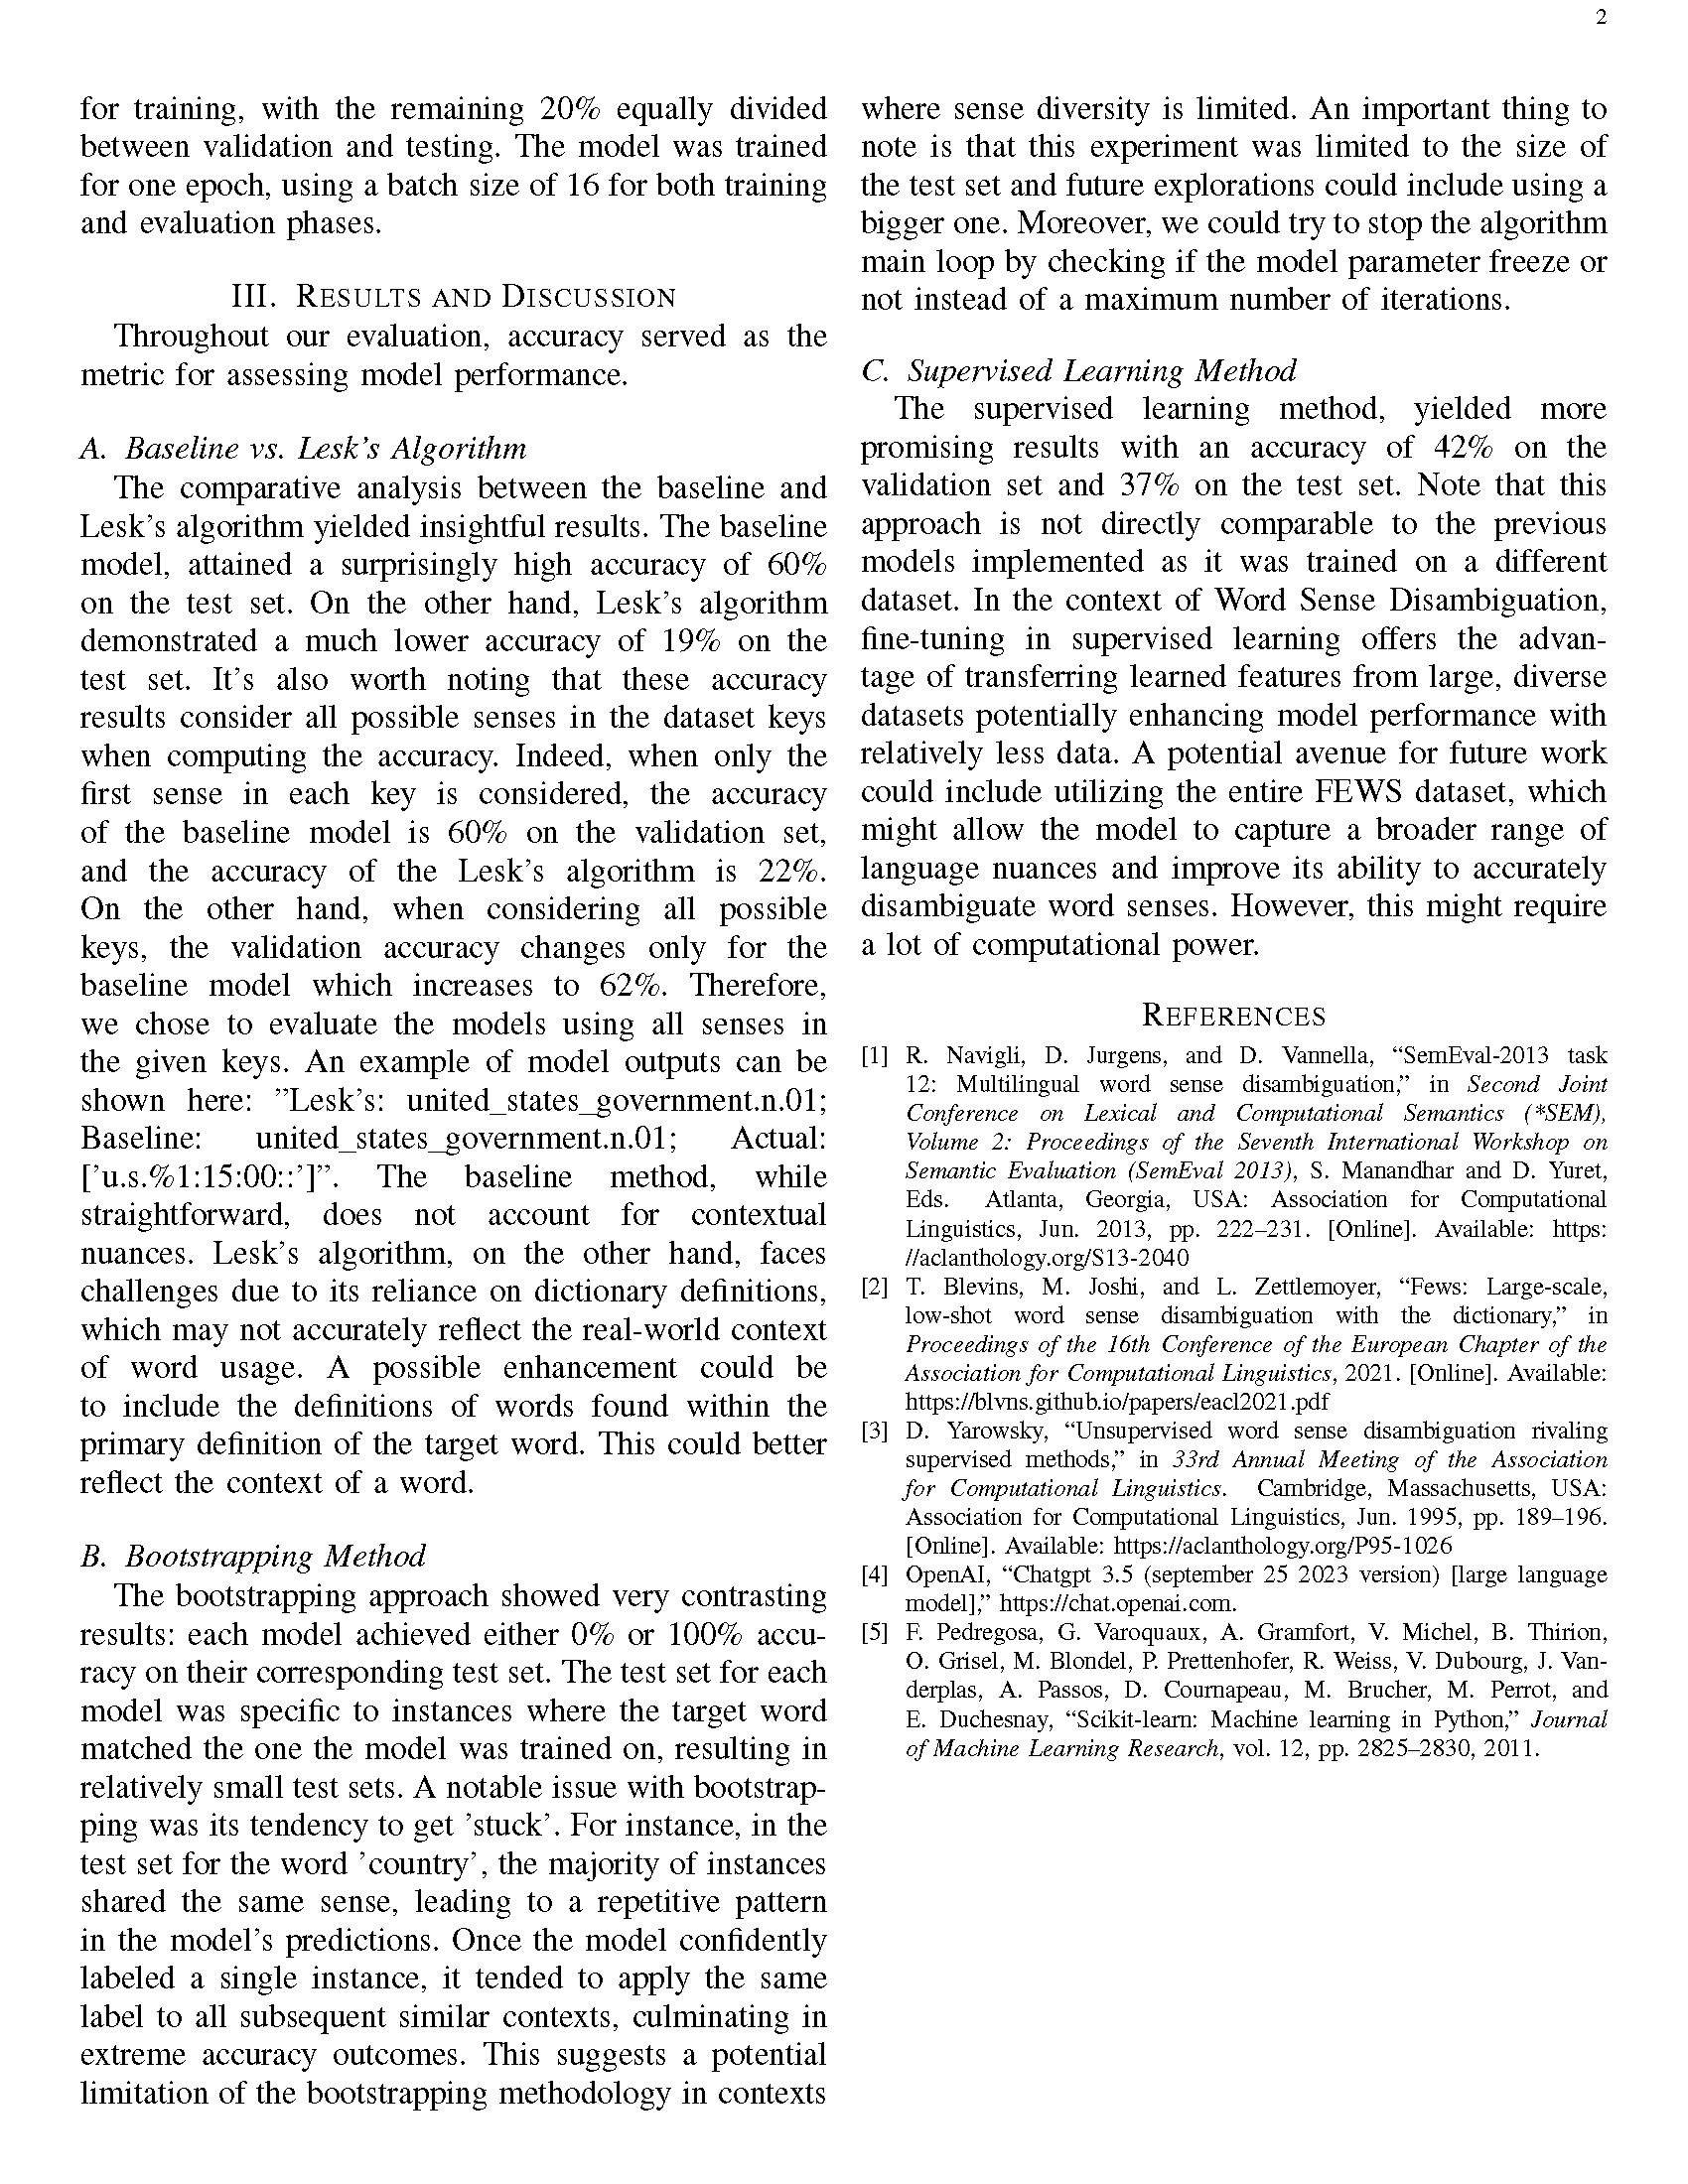 2
for training, with the remaining 20% equally divided
between validation and testing. The model was trained
for one epoch, using a batch size of 16 for both training
and evaluation phases.
III. RESULTS AND DISCUSSION
Throughout our evaluation, accuracy served as the
metric for assessing model performance.
A. Baseline vs. Lesk's Algorithm
The comparative analysis between the baseline and
Lesk's algorithm yielded insightful results. The baseline
model, attained a surprisingly high accuracy of 60%
on the test set. On the other hand, Lesk's algorithm
demonstrated a much lower accuracy of 19% on the
test set. It's also worth noting that these accuracy
results consider all possible senses in the dataset keys
when computing the accuracy. Indeed, when only the
first sense in each key is considered, the accuracy
of the baseline model is 60% on the validation set,
and the accuracy of the Lesk's algorithm is 22%.
On the other hand, when considering all possible
keys, the validation accuracy changes only for the
baseline model which increases to 62%. Therefore,
we chose to evaluate the models using all senses in
the given keys. An example of model outputs can be
shown here: ”Lesk's: united_states_government.n.01;
Baseline: united_states_government.n.01; Actual:
['u.s.%1:15:00::']”. The baseline method, while
straightforward, does not account for contextual
nuances. Lesk's algorithm, on the other hand, faces
challenges due to its reliance on dictionary definitions,
which may not accurately reflect the real-world context
of word usage. A possible enhancement could be
to include the definitions of words found within the
primary definition of the target word. This could better
reflect the context of a word.
B. Bootstrapping Method
The bootstrapping approach showed very contrasting
results: each model achieved either 0% or 100% accu-
racy on their corresponding test set. The test set for each
model was specific to instances where the target word
matched the one the model was trained on, resulting in
relatively small test sets. A notable issue with bootstrap-
ping was its tendency to get 'stuck'. For instance, in the
test set for the word 'country', the majority of instances
shared the same sense, leading to a repetitive pattern
in the model's predictions. Once the model confidently
labeled a single instance, it tended to apply the same
label to all subsequent similar contexts, culminating in
extreme accuracy outcomes. This suggests a potential
limitation of the bootstrapping methodology in contexts
where sense diversity is limited. An important thing to
note is that this experiment was limited to the size of
the test set and future explorations could include using a
bigger one. Moreover, we could try to stop the algorithm
main loop by checking if the model parameter freeze or
not instead of a maximum number of iterations.
C. Supervised Learning Method
The supervised learning method, yielded more
promising results with an accuracy of 42% on the
validation set and 37% on the test set. Note that this
approach is not directly comparable to the previous
models implemented as it was trained on a different
dataset. In the context of Word Sense Disambiguation,
fine-tuning in supervised learning offers the advan-
tage of transferring learned features from large, diverse
datasets potentially enhancing model performance with
relatively less data. A potential avenue for future work
could include utilizing the entire FEWS dataset, which
might allow the model to capture a broader range of
language nuances and improve its ability to accurately
disambiguate word senses. However, this might require
a lot of computational power.
REFERENCES
[1] R. Navigli, D. Jurgens, and D. Vannella, “SemEval-2013 task
12: Multilingual word sense disambiguation,” in Second Joint
Conference on Lexical and Computational Semantics (*SEM),
Volume 2: Proceedings of the Seventh International Workshop on
Semantic Evaluation (SemEval 2013), S. Manandhar and D. Yuret,
Eds. Atlanta, Georgia, USA: Association for Computational
Linguistics, Jun. 2013, pp. 222–231. [Online]. Available: https:
//aclanthology.org/S13-2040
[2] T. Blevins, M. Joshi, and L. Zettlemoyer, “Fews: Large-scale,
low-shot word sense disambiguation with the dictionary,” in
Proceedings of the 16th Conference of the European Chapter of the
Association for Computational Linguistics, 2021. [Online]. Available:
https://blvns.github.io/papers/eacl2021.pdf
[3] D. Yarowsky, “Unsupervised word sense disambiguation rivaling
supervised methods,” in 33rd Annual Meeting of the Association
for Computational Linguistics. Cambridge, Massachusetts, USA:
Association for Computational Linguistics, Jun. 1995, pp. 189–196.
[Online]. Available: https://aclanthology.org/P95-1026
[4] OpenAI, “Chatgpt 3.5 (september 25 2023 version) [large language
model],” https://chat.openai.com.
[5] F. Pedregosa, G. Varoquaux, A. Gramfort, V. Michel, B. Thirion,
O. Grisel, M. Blondel, P. Prettenhofer, R. Weiss, V. Dubourg, J. Van-
derplas, A. Passos, D. Cournapeau, M. Brucher, M. Perrot, and
E. Duchesnay, “Scikit-learn: Machine learning in Python,” Journal
of Machine Learning Research, vol. 12, pp. 2825–2830, 2011.